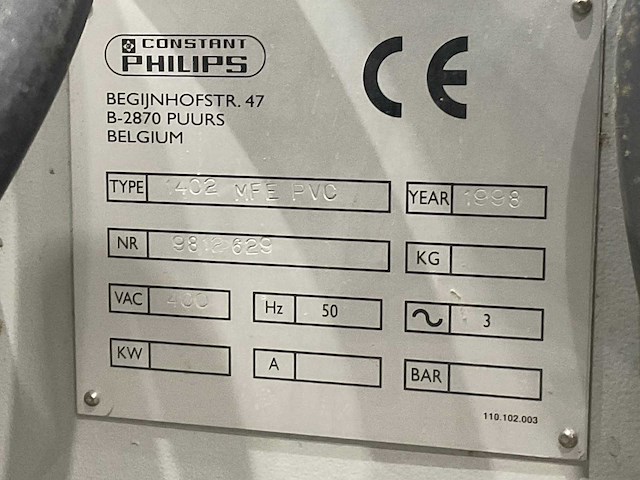 CONSTANT
PHILIPS
CE
BEGIJNHOFSTR. 47
B-2870 PUURS
BELGIUM
TYPE 1402 MFE PVC YEAR 1998
NR 9812629 KG
VAC 400 Hz 50 ~ 3
KW A BAR
110.102.003